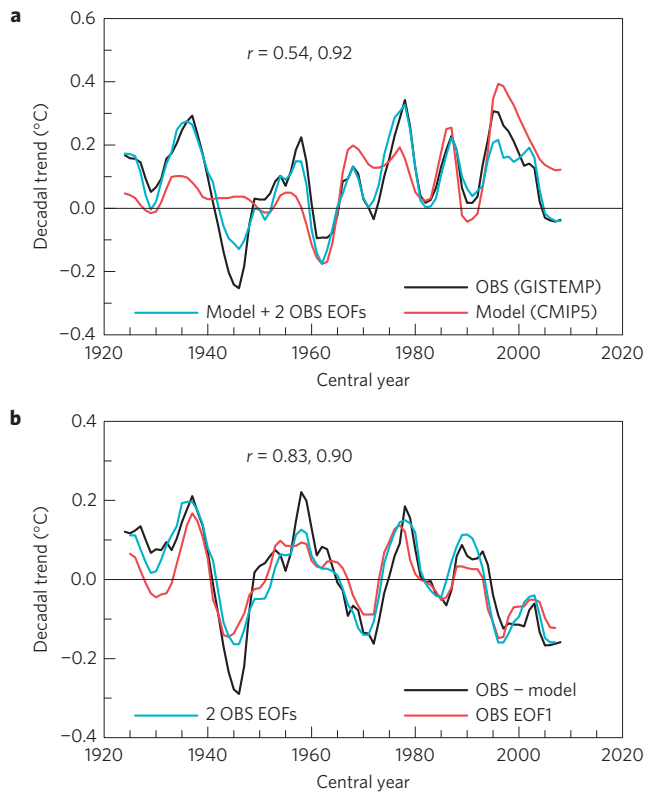 a
0.6
0.4
0.2
0.0
−0.2
−0.4
Decadal trend (°C)
r = 0.54, 0.92
OBS (GISTEMP)
Model + 2 OBS EOFs
Model (CMIP5)
1920 1940 1960 1980 2000 2020
Central year
b
0.4
0.2
0.0
−0.2
−0.4
Decadal trend (°C)
r = 0.83, 0.90
OBS − model
2 OBS EOFs
OBS EOF1
1920 1940 1960 1980 2000 2020
Central year